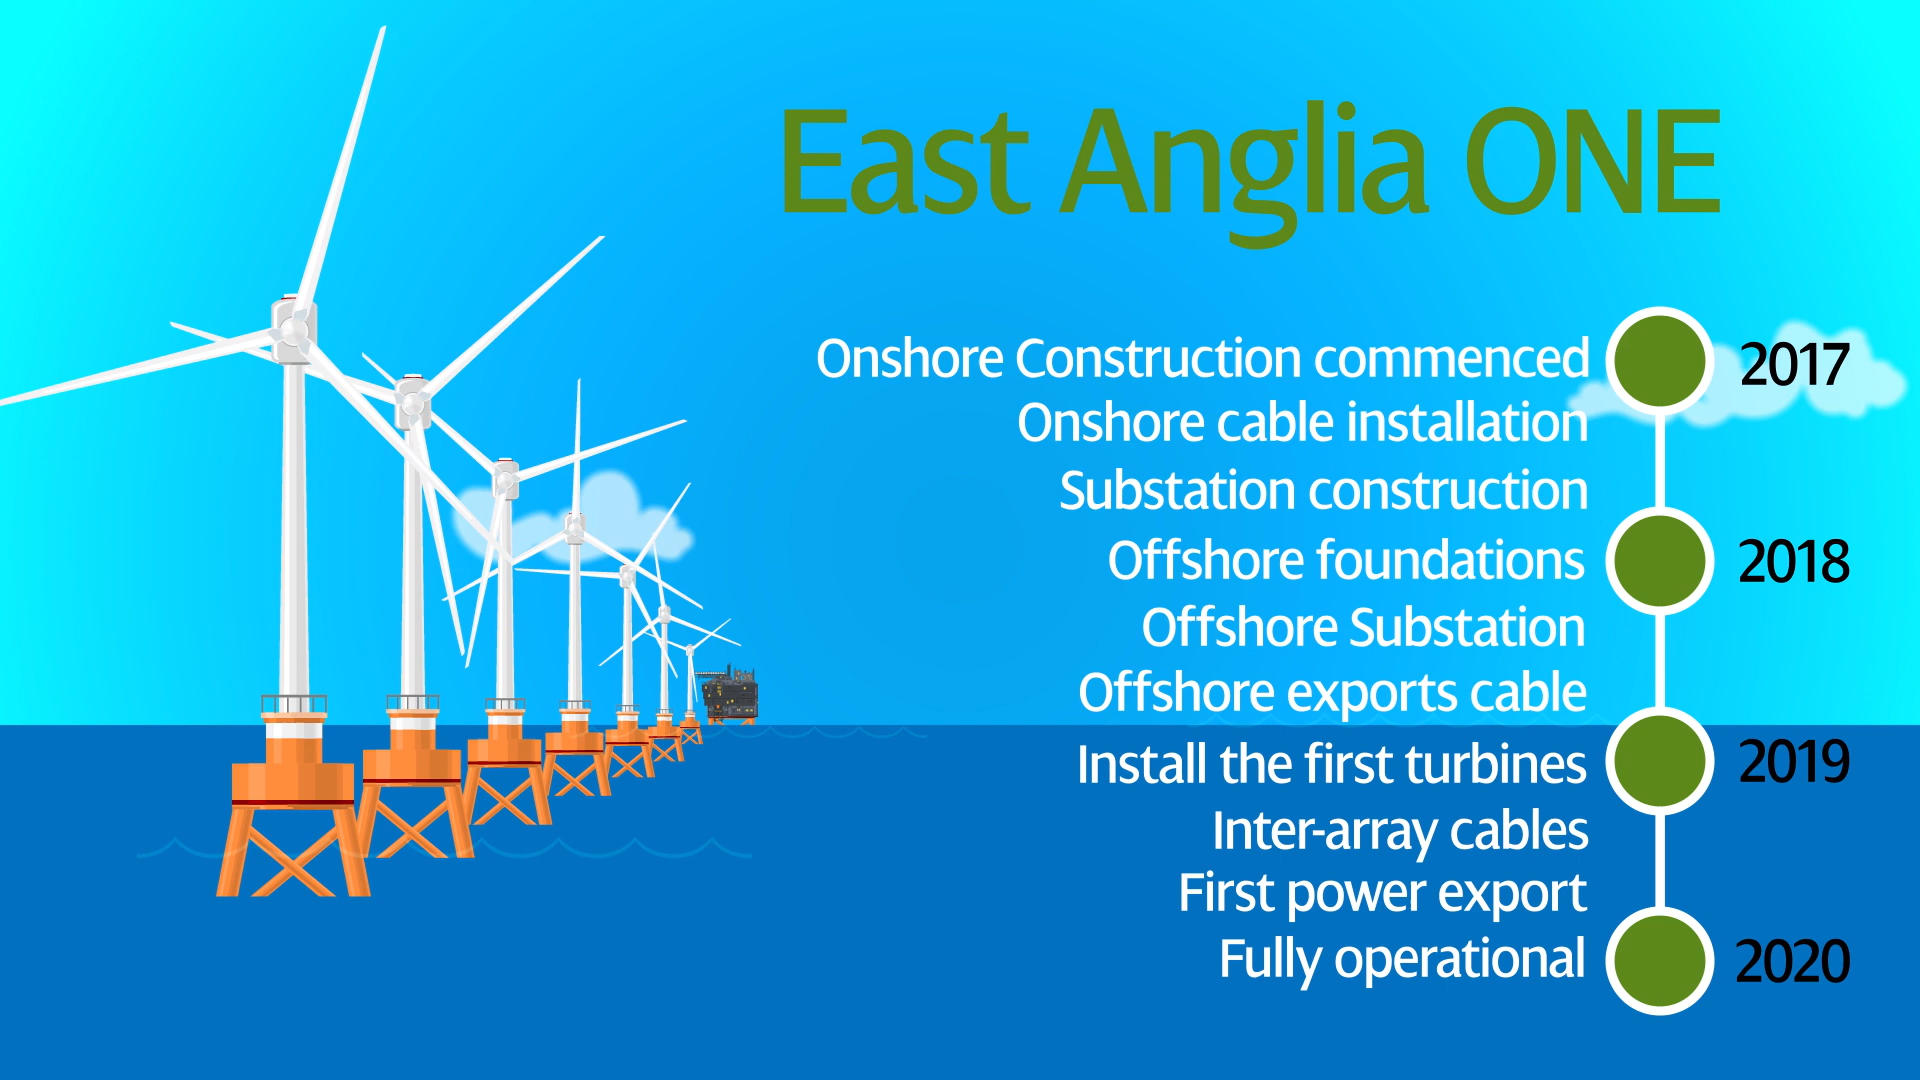 East Anglia ONE
Onshore Construction commenced 2017
Onshore cable installation
Substation construction
Offshore foundations 2018
Offshore Substation
Offshore exports cable
Install the first turbines 2019
Inter-array cables
First power export
Fully operational 2020